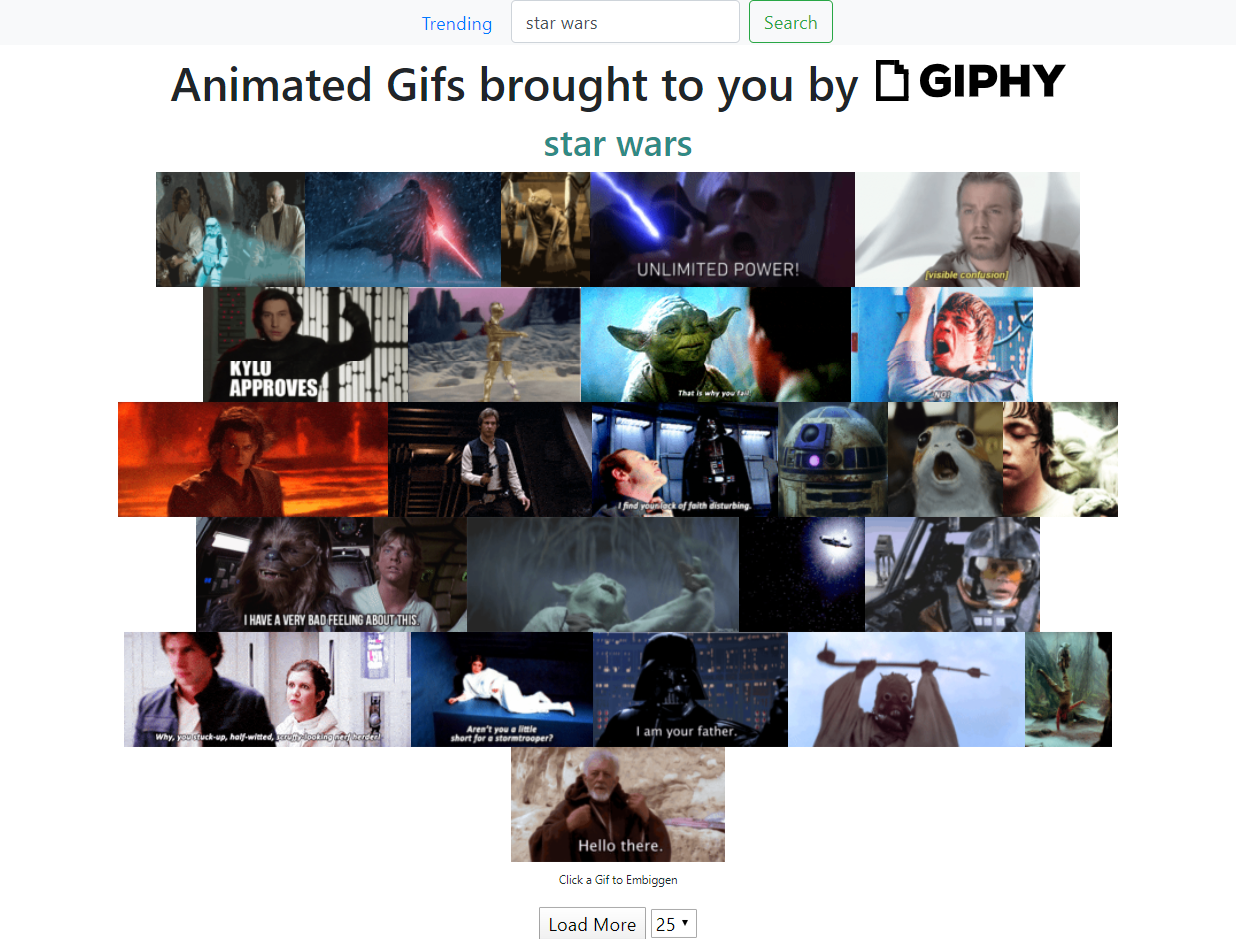 Trending
star wars
Search
Animated Gifs brought to you by GIPHY
star wars
UNLIMITED POWER!
[visible confusion]
KYLO
APPROVES
That is why you fail.
NO!
I find your lack of faith disturbing.
I HAVE A VERY BAD FEELING ABOUT THIS.
Why, you stuck-up, half-witted, scruffy-looking nerf herder!
Aren't you a little
short for a stormtrooper?
I am your father.
Hello there.
Click a Gif to Embiggen
Load More
25